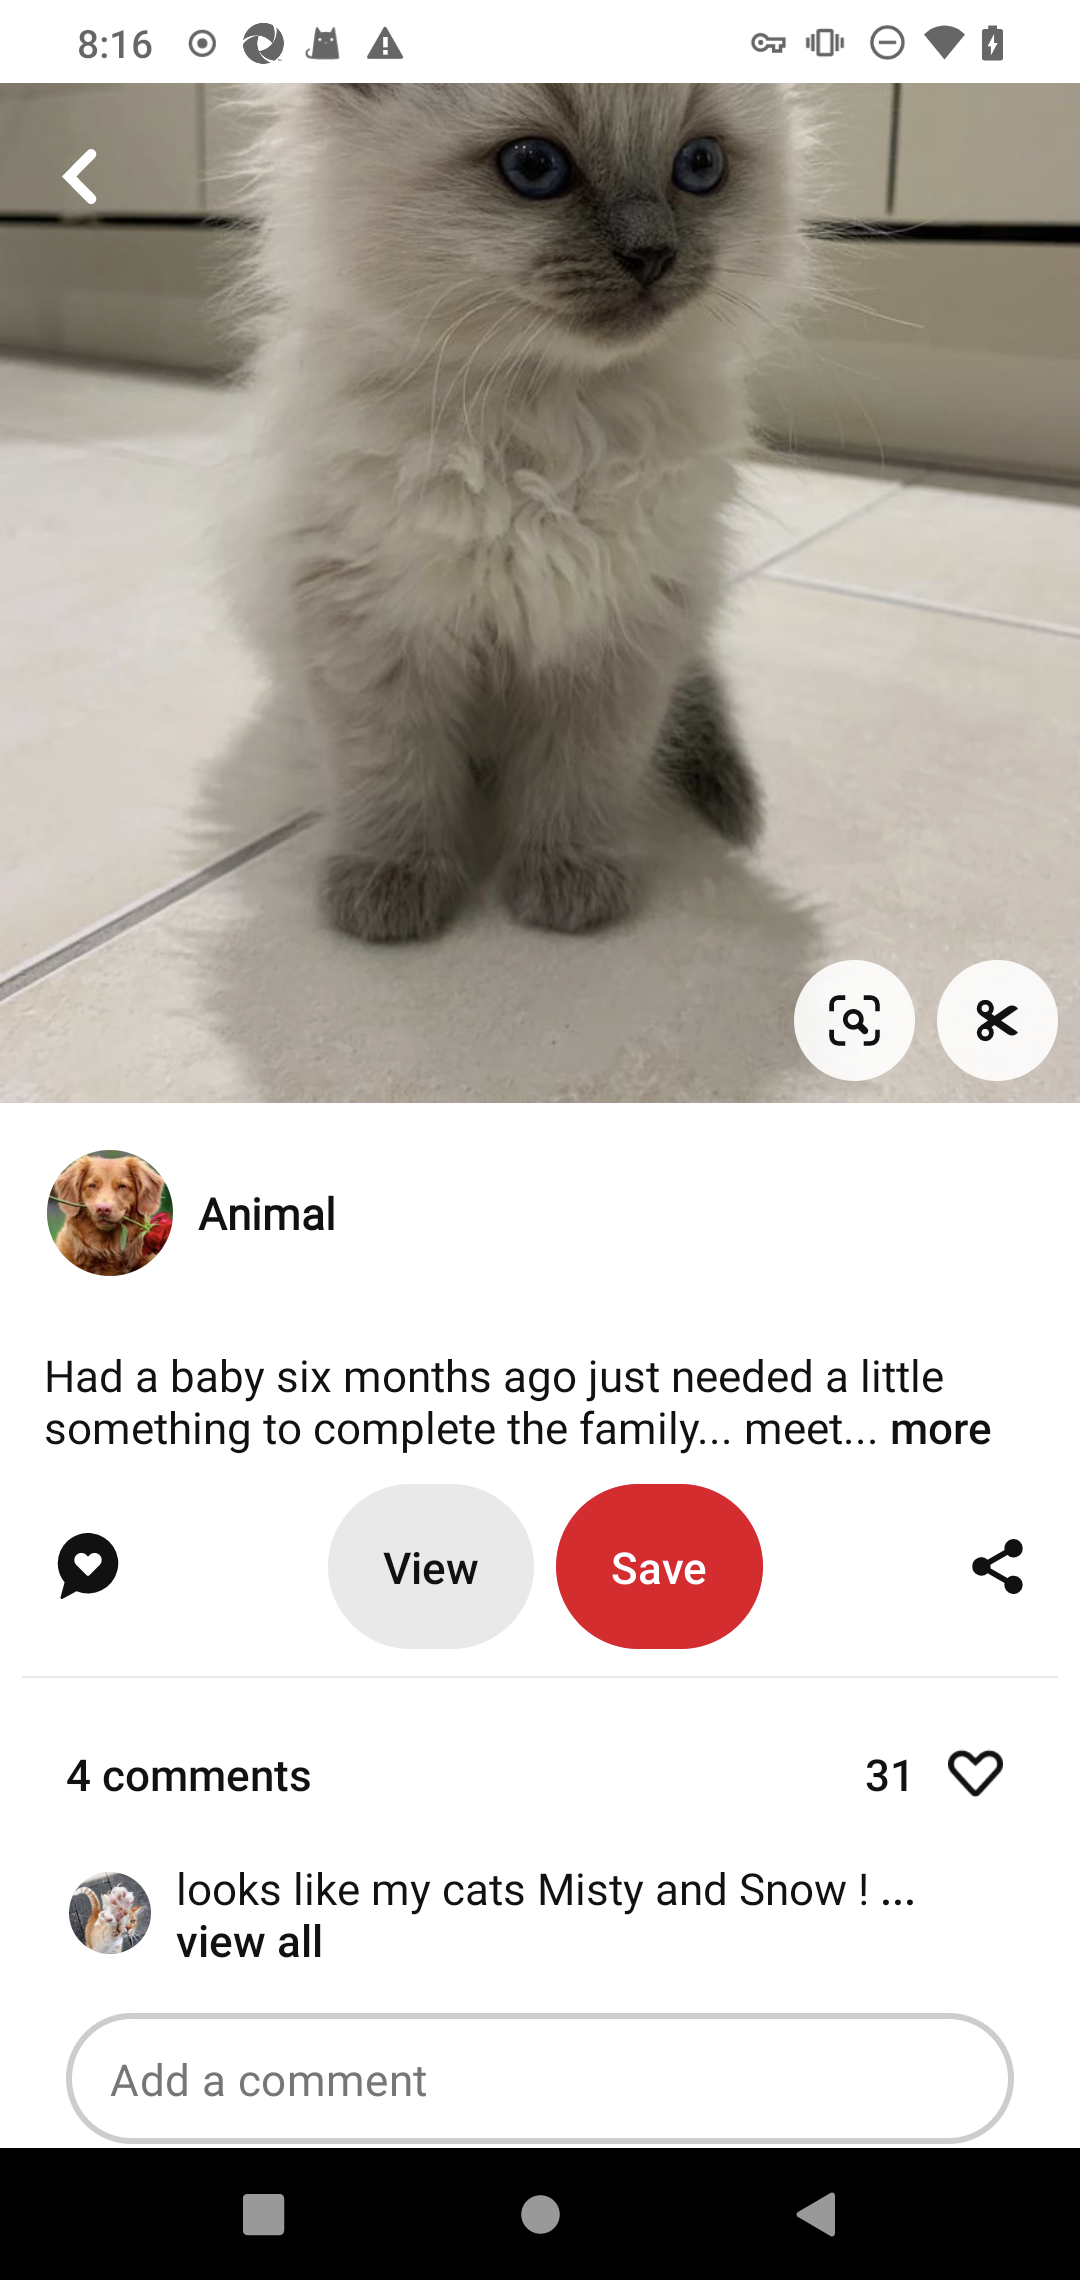 8:16
Animal
Had a baby six months ago just needed a little
something to complete the family... meet... more
View
Save
4 comments
31
looks like my cats Misty and Snow ! ...
view all
Add a comment